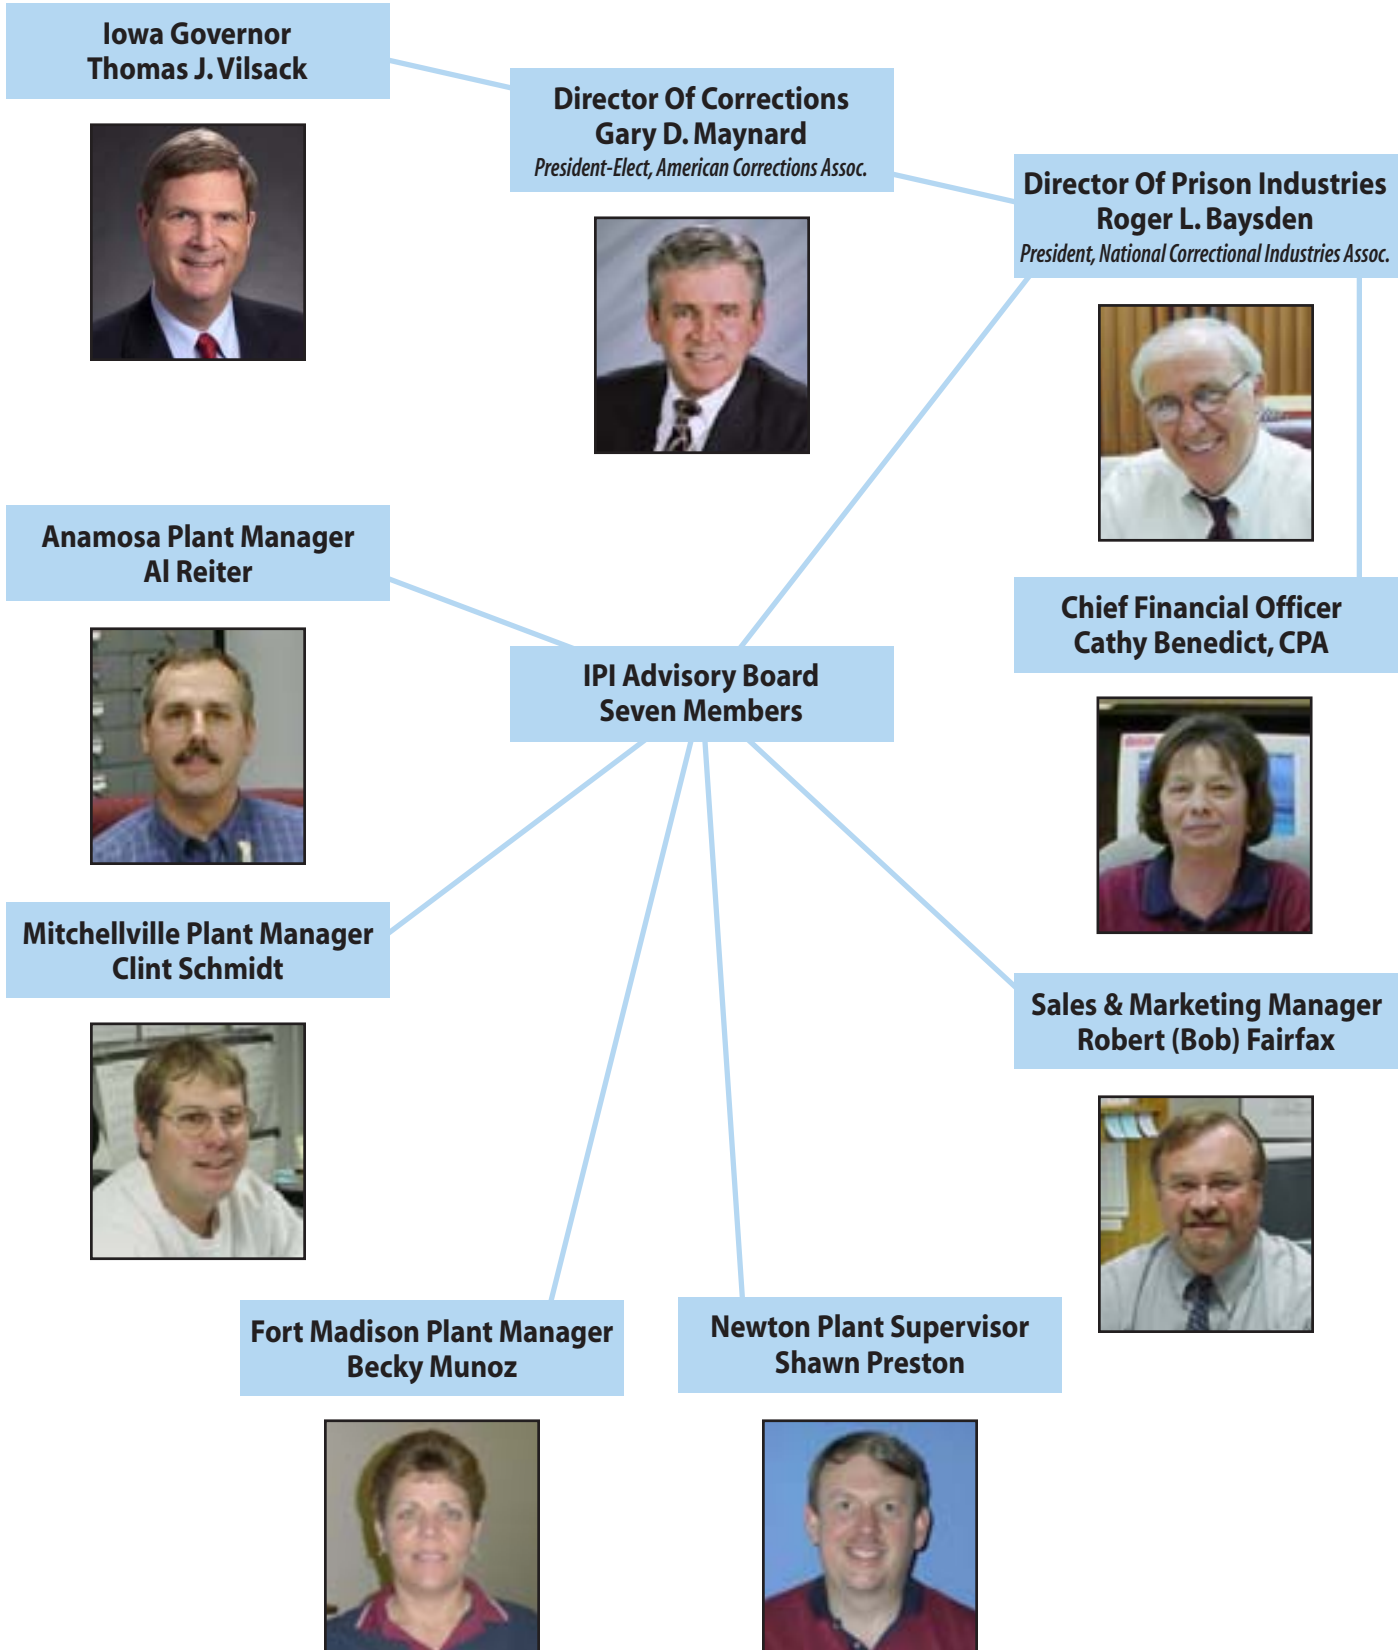 Iowa Governor
Thomas J. Vilsack
Director Of Corrections
Gary D. Maynard
President-Elect, American Corrections Assoc.
Director Of Prison Industries
Roger L. Baysden
President, National Correctional Industries Assoc.
Anamosa Plant Manager
Al Reiter
IPI Advisory Board
Seven Members
Chief Financial Officer
Cathy Benedict, CPA
Mitchellville Plant Manager
Clint Schmidt
Sales & Marketing Manager
Robert (Bob) Fairfax
Fort Madison Plant Manager
Becky Munoz
Newton Plant Supervisor
Shawn Preston